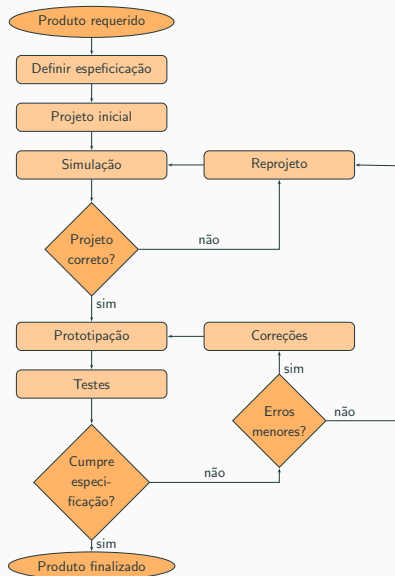 Produto requerido
Definir espeficicação
Projeto inicial
Simulação
Reprojeto
Projeto
correto?
não
sim
Prototipação
Correções
Testes
sim
Erros
menores?
não
Cumpre
especi-
ficação?
não
sim
Produto finalizado